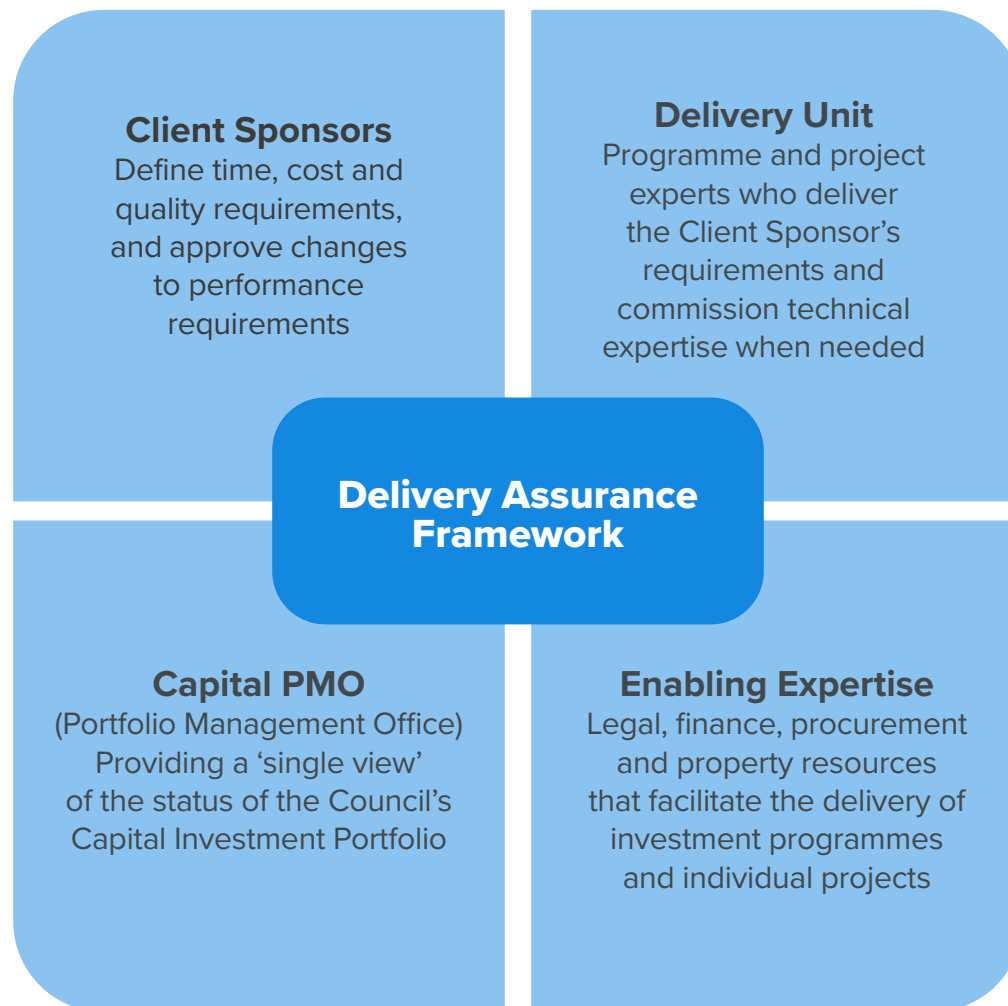 Client Sponsors
Define time, cost and
quality requirements,
and approve changes
to performance
requirements
Delivery Unit
Programme and project
experts who deliver
the Client Sponsor’s
requirements and
commission technical
expertise when needed
Delivery Assurance
Framework
Capital PMO
(Portfolio Management Office)
Providing a ‘single view’
of the status of the Council’s
Capital Investment Portfolio
Enabling Expertise
Legal, finance, procurement
and property resources
that facilitate the delivery of
investment programmes
and individual projects